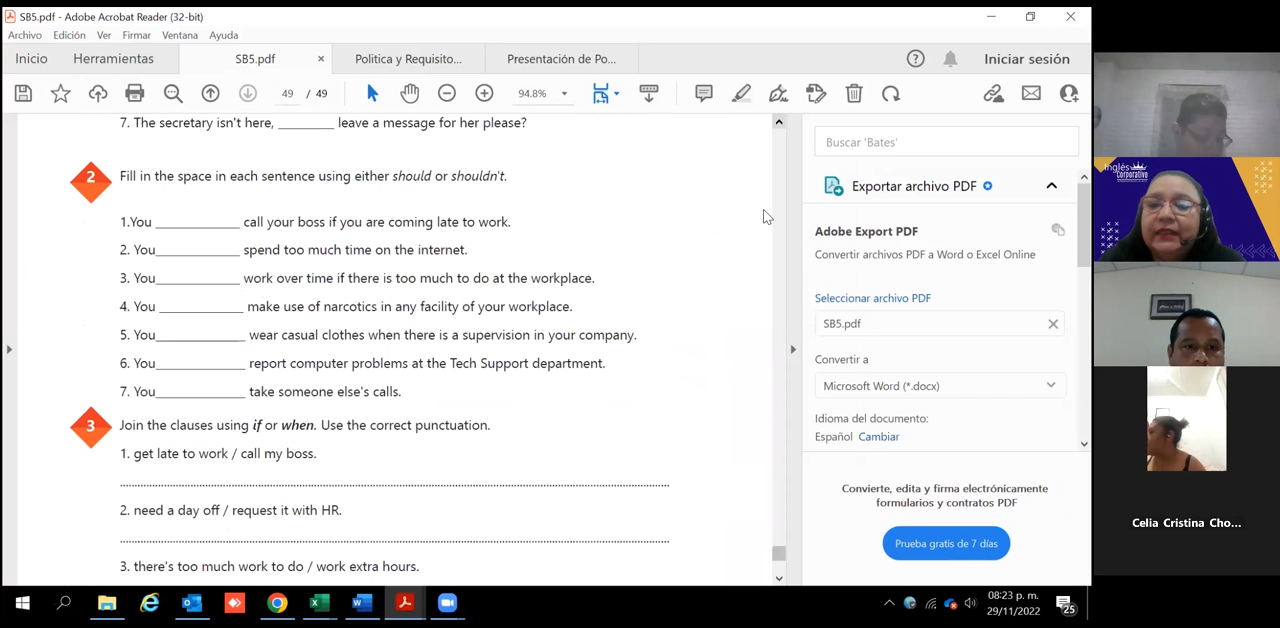 SB5.pdf - Adobe Acrobat Reader (32-bit)
Archivo Edición Ver Firmar Ventana Ayuda
Inicio Herramientas SB5.pdf × Politica y Requisito... Presentación de Po... Iniciar sesión
49 / 49 94.8%
7. The secretary isn't here, ________ leave a message for her please?
2 Fill in the space in each sentence using either should or shouldn't.
1.You ____________ call your boss if you are coming late to work.
2. You____________ spend too much time on the internet.
3. You____________ work over time if there is too much to do at the workplace.
4. You ____________ make use of narcotics in any facility of your workplace.
5. You_____________ wear casual clothes when there is a supervision in your company.
6. You_____________ report computer problems at the Tech Support department.
7. You_____________ take someone else's calls.
3 Join the clauses using if or when. Use the correct punctuation.
1. get late to work / call my boss.
2. need a day off / request it with HR.
3. there's too much work to do / work extra hours.
Buscar 'Bates'
Exportar archivo PDF
Adobe Export PDF
Convertir archivos PDF a Word o Excel Online
Seleccionar archivo PDF
SB5.pdf
Convertir a
Microsoft Word (*.docx)
Idioma del documento:
Español Cambiar
Convierte, edita y firma electrónicamente
formularios y contratos PDF
Prueba gratis de 7 días
Inglés
Corporativo
Celia Cristina Cho...
08:23 p. m.
29/11/2022
25